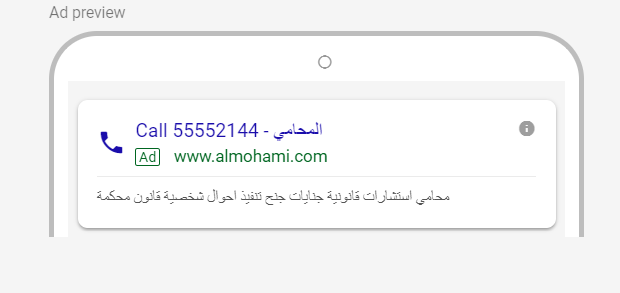 Ad preview
Call 55552144 - المحامي
Ad www.almohami.com
محامي استشارات قانونية جنايات جنح تنفيذ احوال شخصية قانون محكمة